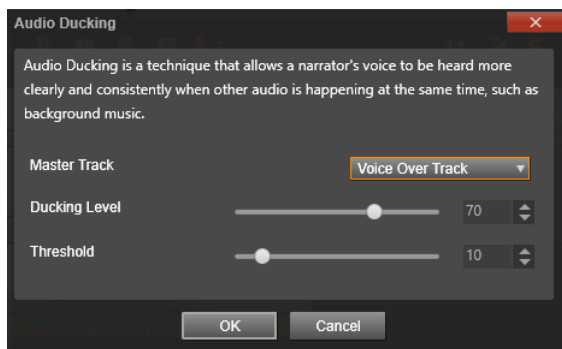 Audio Ducking
Audio Ducking is a technique that allows a narrator's voice to be heard more
clearly and consistently when other audio is happening at the same time, such as
background music.
Master Track Voice Over Track
Ducking Level 70
Threshold 10
OK Cancel